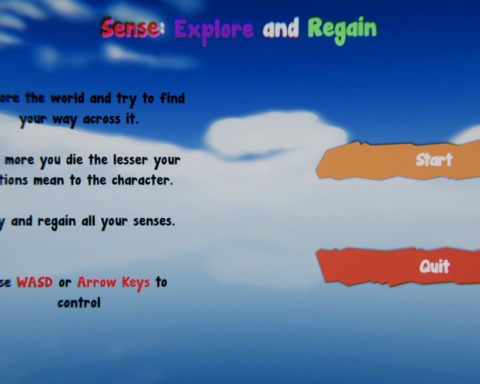 Sense: Explore and Regain
ore the world and try to find
your way across it.
more you die the lesser your
tions mean to the character.
y and regain all your senses.
se WASD or Arrow Keys to
control
Start
Quit